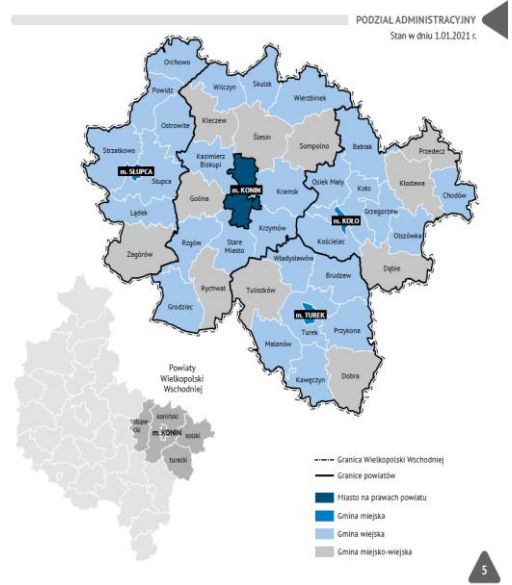 PODZIAŁ ADMINISTRACYJNY
Stan w dniu 1.01.2021 r.
Orchowo
Powidz
Wilczyn
Skulsk
Wierzbinek
Ostrowite
Kleczew
Ślesin
Sompolno
Strzałkowo
m. SŁUPCA
Słupca
Kazimierz
Biskupi
m. KONIN
Golina
Kramsk
Lądek
Zagórów
Rzgów
Stare
Miasto
Krzymów
Grodziec
Rychwał
Babiak
Przedecz
Kłodawa
Chodów
Osiek Mały
Koło
m. KOŁO
Grzegorzew
Olszówka
Kościelec
Dąbie
Władysławów
Brudzew
Tuliszków
m. TUREK
Turek
Przykona
Malanów
Kawęczyn
Dobra
Powiaty
Wielkopolski
Wschodniej
słupe-
cki
koniński
m. KONIN
kolski
turecki
Granica Wielkopolski Wschodniej
Granice powiatów
Miasto na prawach powiatu
Gmina miejska
Gmina wiejska
Gmina miejsko-wiejska
5